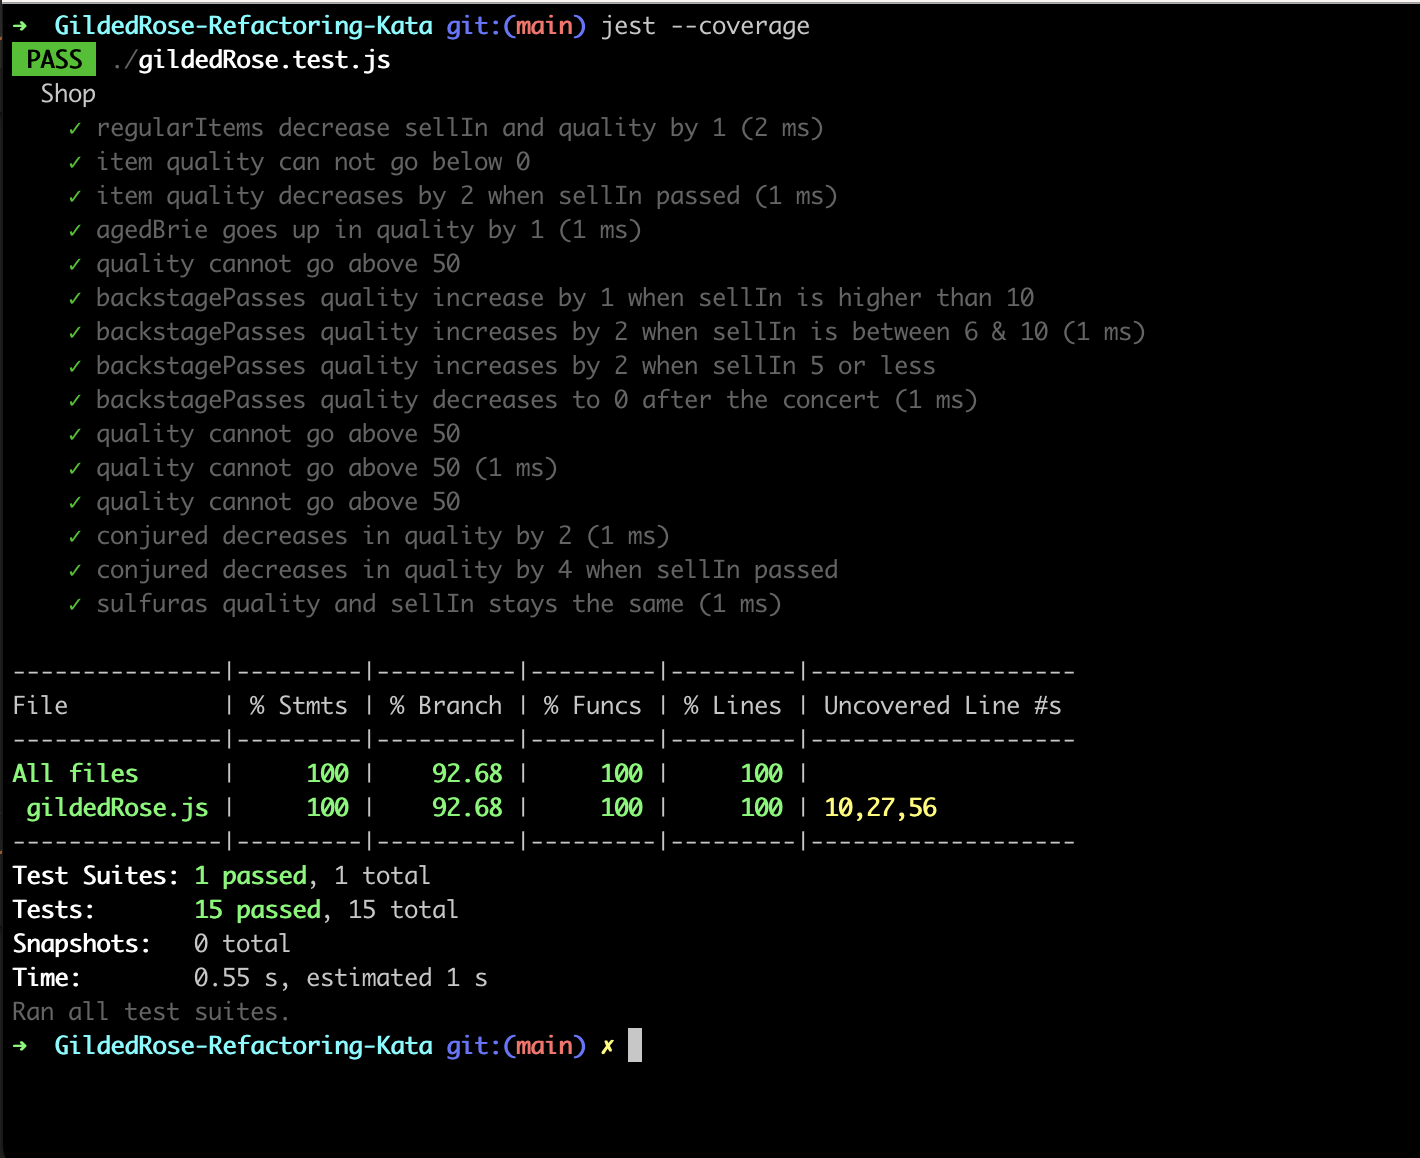 ➜  GildedRose-Refactoring-Kata git:(main) jest --coverage
 PASS  ./gildedRose.test.js
  Shop
    ✓ regularItems decrease sellIn and quality by 1 (2 ms)
    ✓ item quality can not go below 0
    ✓ item quality decreases by 2 when sellIn passed (1 ms)
    ✓ agedBrie goes up in quality by 1 (1 ms)
    ✓ quality cannot go above 50
    ✓ backstagePasses quality increase by 1 when sellIn is higher than 10
    ✓ backstagePasses quality increases by 2 when sellIn is between 6 & 10 (1 ms)
    ✓ backstagePasses quality increases by 2 when sellIn 5 or less
    ✓ backstagePasses quality decreases to 0 after the concert (1 ms)
    ✓ quality cannot go above 50
    ✓ quality cannot go above 50 (1 ms)
    ✓ quality cannot go above 50
    ✓ conjured decreases in quality by 2 (1 ms)
    ✓ conjured decreases in quality by 4 when sellIn passed
    ✓ sulfuras quality and sellIn stays the same (1 ms)

---------------|---------|----------|---------|---------|-------------------
File           | % Stmts | % Branch | % Funcs | % Lines | Uncovered Line #s
---------------|---------|----------|---------|---------|-------------------
All files      |     100 |    92.68 |     100 |     100 |
 gildedRose.js |     100 |    92.68 |     100 |     100 | 10,27,56
---------------|---------|----------|---------|---------|-------------------
Test Suites: 1 passed, 1 total
Tests:       15 passed, 15 total
Snapshots:   0 total
Time:        0.55 s, estimated 1 s
Ran all test suites.
➜  GildedRose-Refactoring-Kata git:(main) ✗